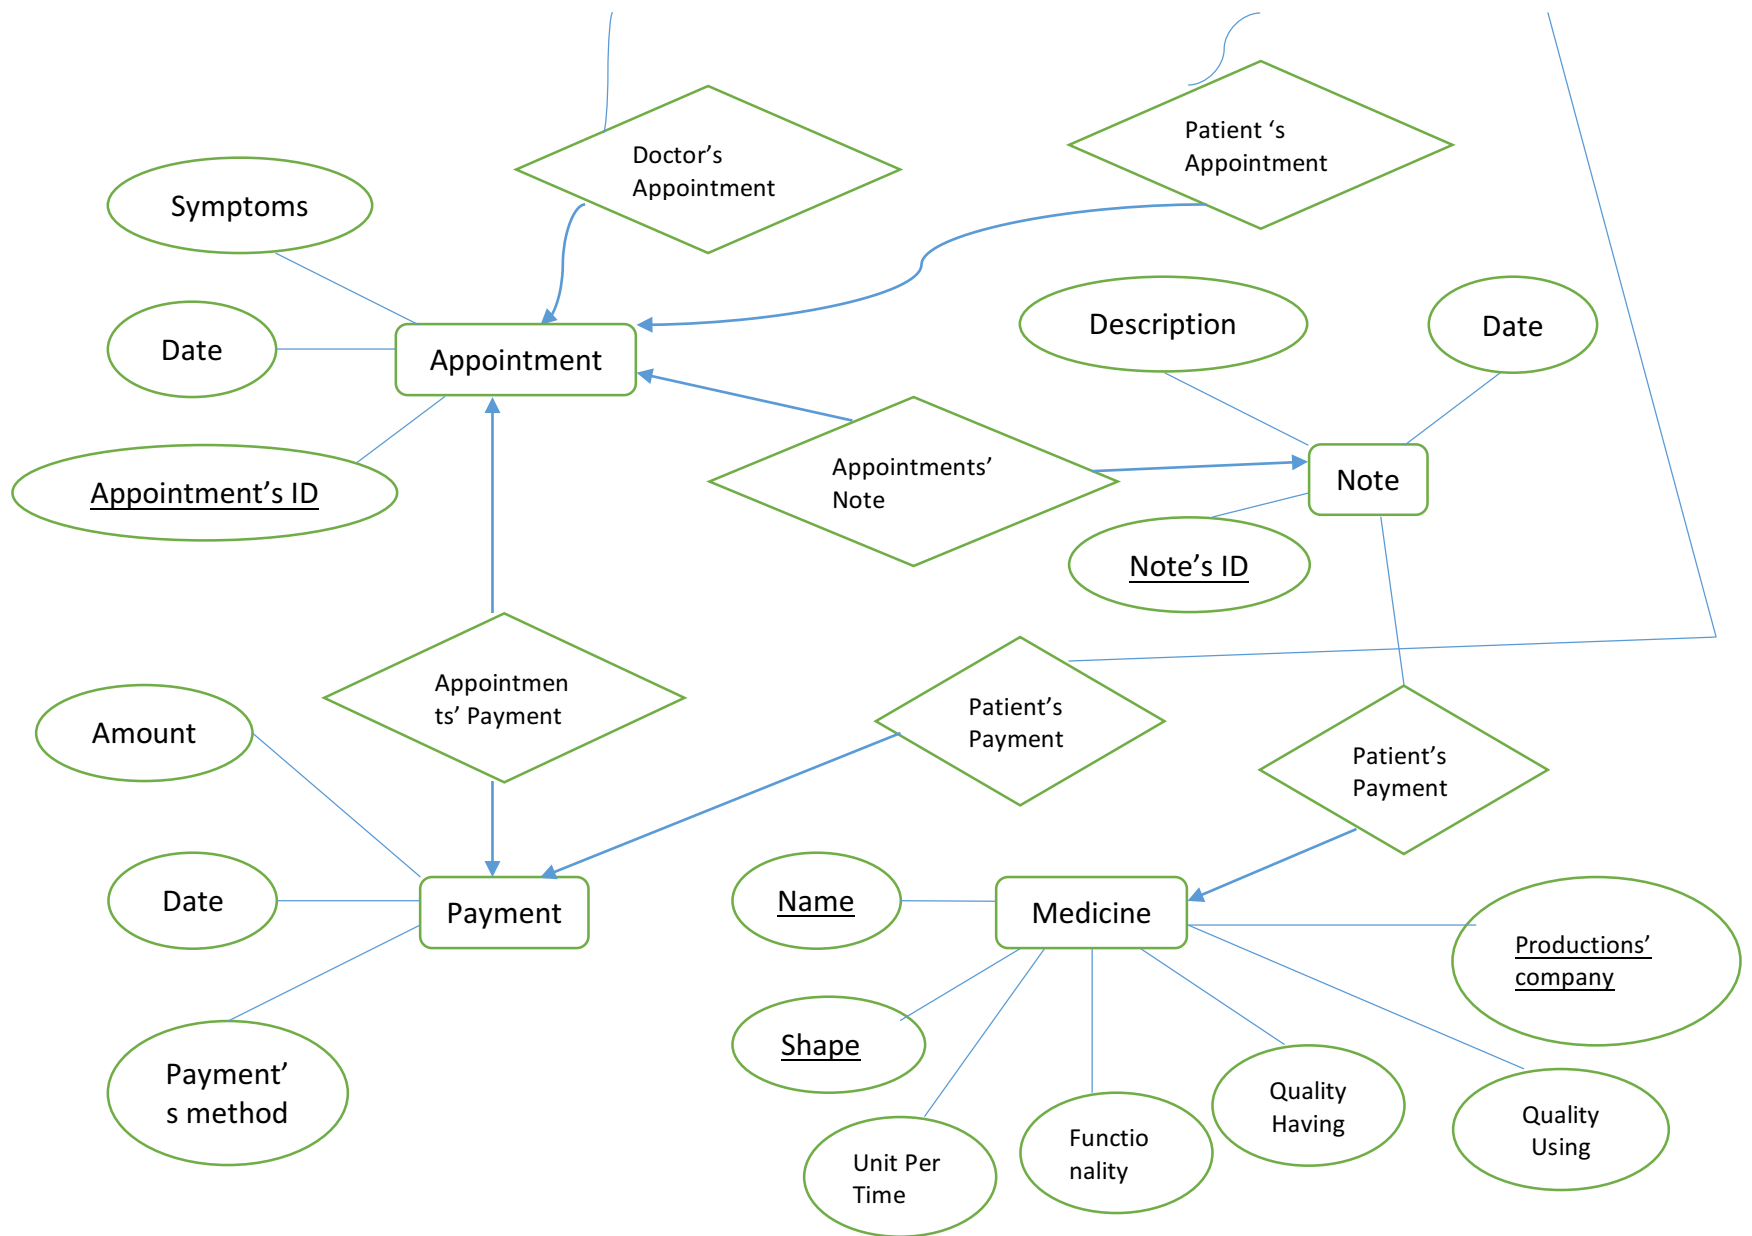 Doctor’s
Appointment
Patient ‘s
Appointment
Symptoms
Description
Date
Date
Appointment
Appointments’
Note
Note
Appointment’s ID
Note’s ID
Appointmen
ts’ Payment
Patient’s
Payment
Patient’s
Payment
Amount
Date
Payment
Name
Medicine
Productions’
company
Shape
Payment’
s method
Unit Per
Time
Functio
nality
Quality
Having
Quality
Using